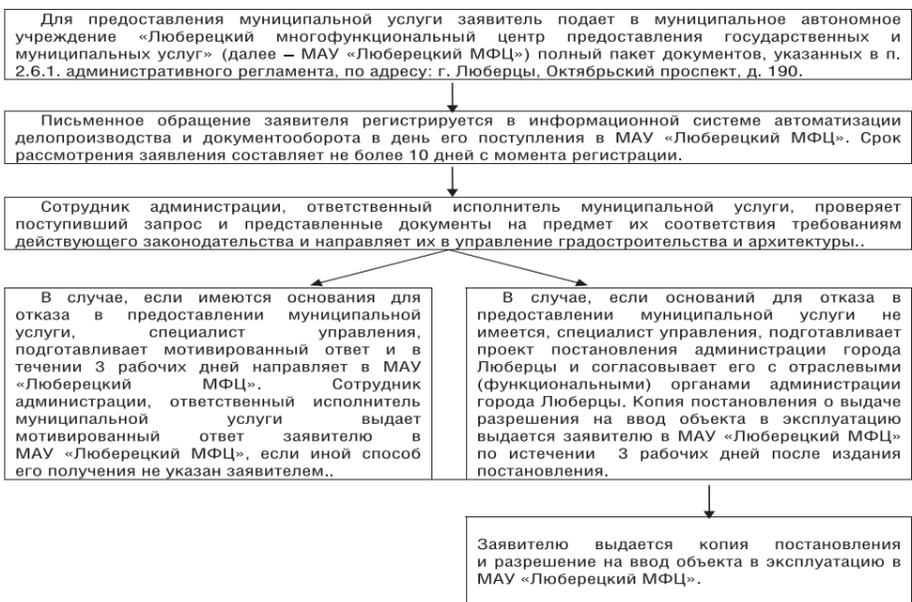 Для предоставления муниципальной услуги заявитель подает в муниципальное автономное
учреждение «Люберецкий многофункциональный центр предоставления государственных и
муниципальных услуг» (далее – МАУ «Люберецкий МФЦ») полный пакет документов, указанных в п.
2.6.1. административного регламента, по адресу: г. Люберцы, Октябрьский проспект, д. 190.
Письменное обращение заявителя регистрируется в информационной системе автоматизации
делопроизводства и документооборота в день его поступления в МАУ «Люберецкий МФЦ». Срок
рассмотрения заявления составляет не более 10 дней с момента регистрации.
Сотрудник администрации, ответственный исполнитель муниципальной услуги, проверяет
поступивший запрос и представленные документы на предмет их соответствия требованиям
действующего законодательства и направляет их в управление градостроительства и архитектуры..
В случае, если имеются основания для
отказа в предоставлении муниципальной
услуги, специалист управления,
подготавливает мотивированный ответ и в
течении 3 рабочих дней направляет в МАУ
«Люберецкий МФЦ». Сотрудник
администрации, ответственный исполнитель
муниципальной услуги выдает
мотивированный ответ заявителю в
МАУ «Люберецкий МФЦ», если иной способ
его получения не указан заявителем..
В случае, если оснований для отказа в
предоставлении муниципальной услуги не
имеется, специалист управления, подготавливает
проект постановления администрации города
Люберцы и согласовывает его с отраслевыми
(функциональными) органами администрации
города Люберцы. Копия постановления о выдаче
разрешения на ввод объекта в эксплуатацию
выдается заявителю в МАУ «Люберецкий МФЦ»
по истечении 3 рабочих дней после издания
постановления.
Заявителю выдается копия постановления
и разрешение на ввод объекта в эксплуатацию в
МАУ «Люберецкий МФЦ».